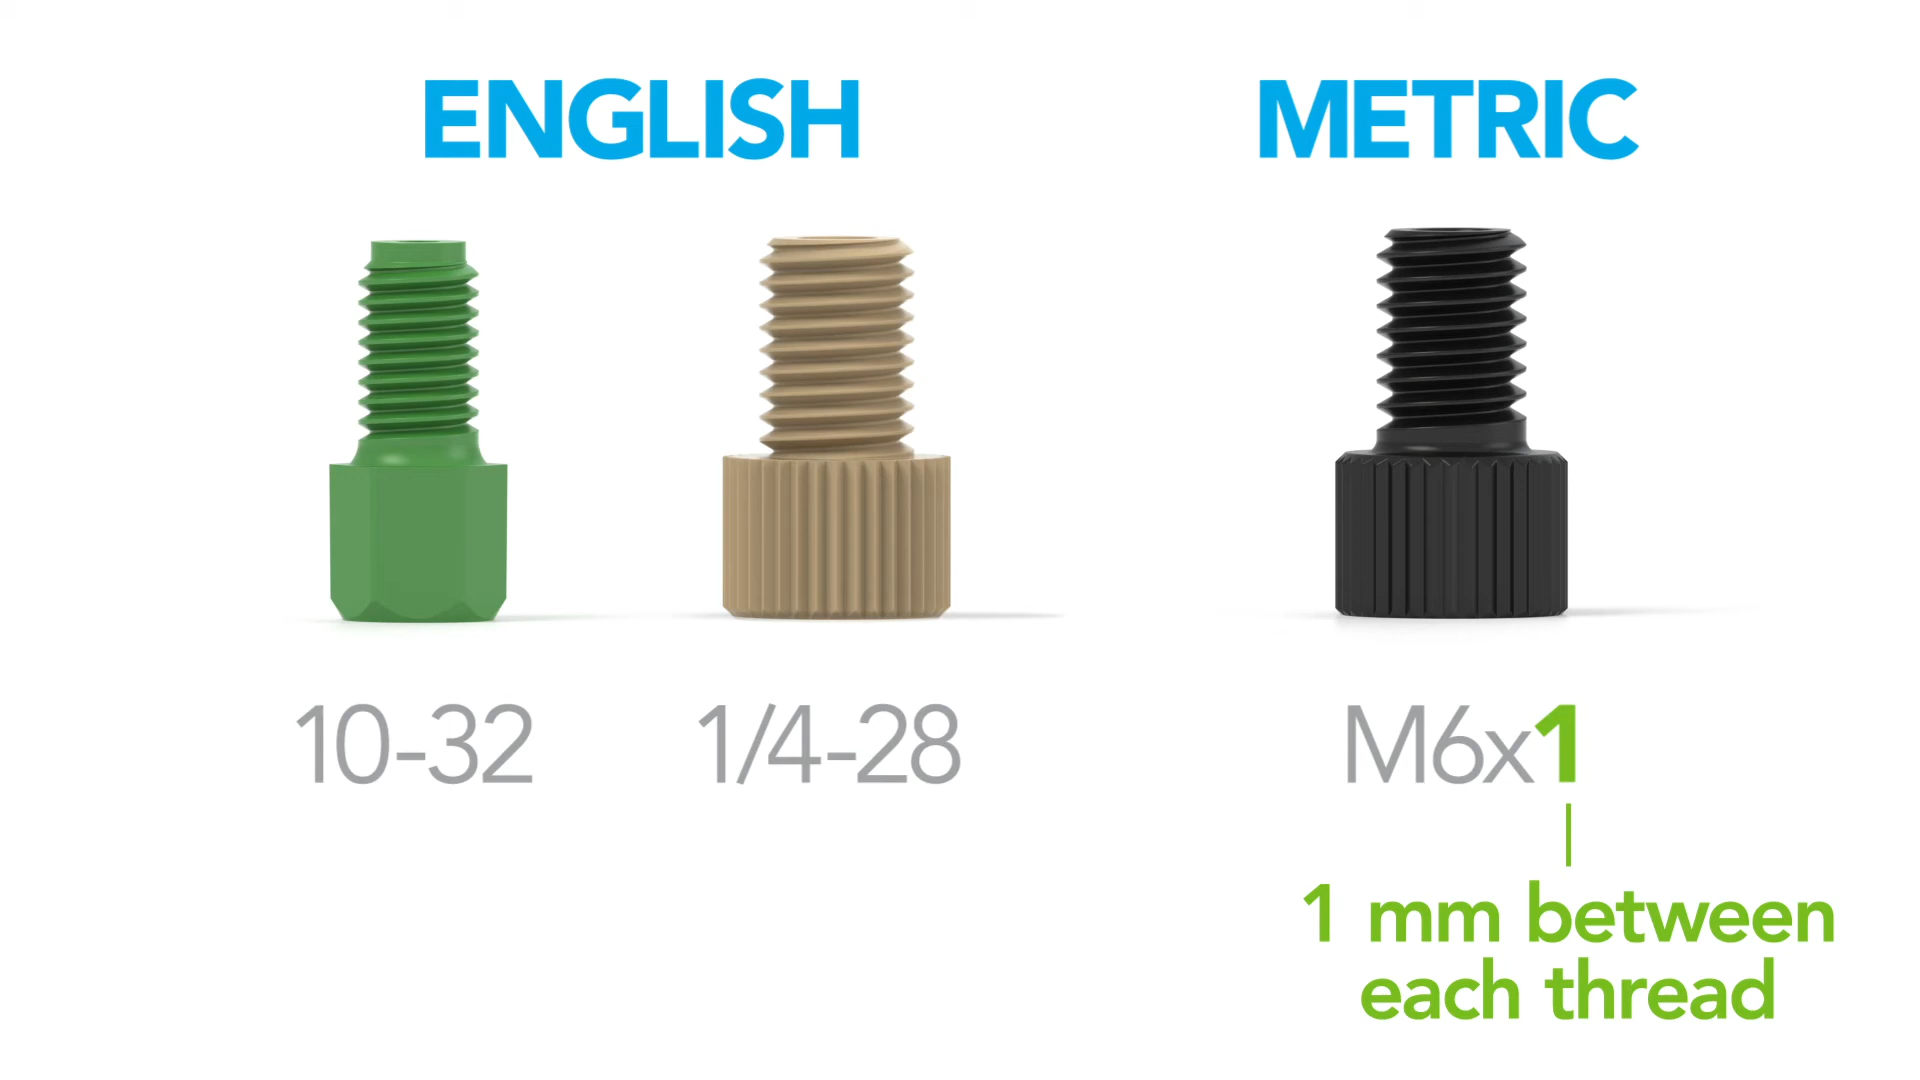 ENGLISH
METRIC
10-32
1/4-28
M6x1
1 mm between
each thread